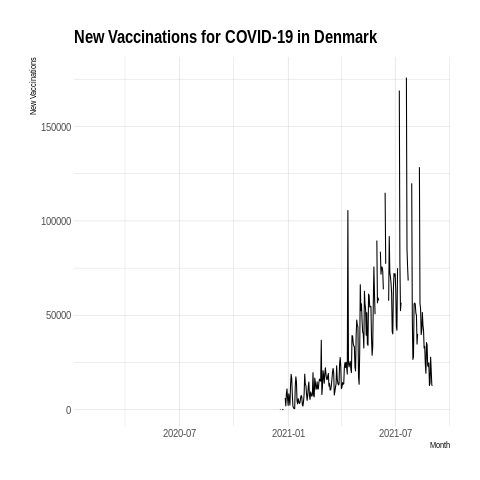 New Vaccinations for COVID-19 in Denmark
New Vaccinations
150000
100000
50000
0
2020-07
2021-01
2021-07
Month